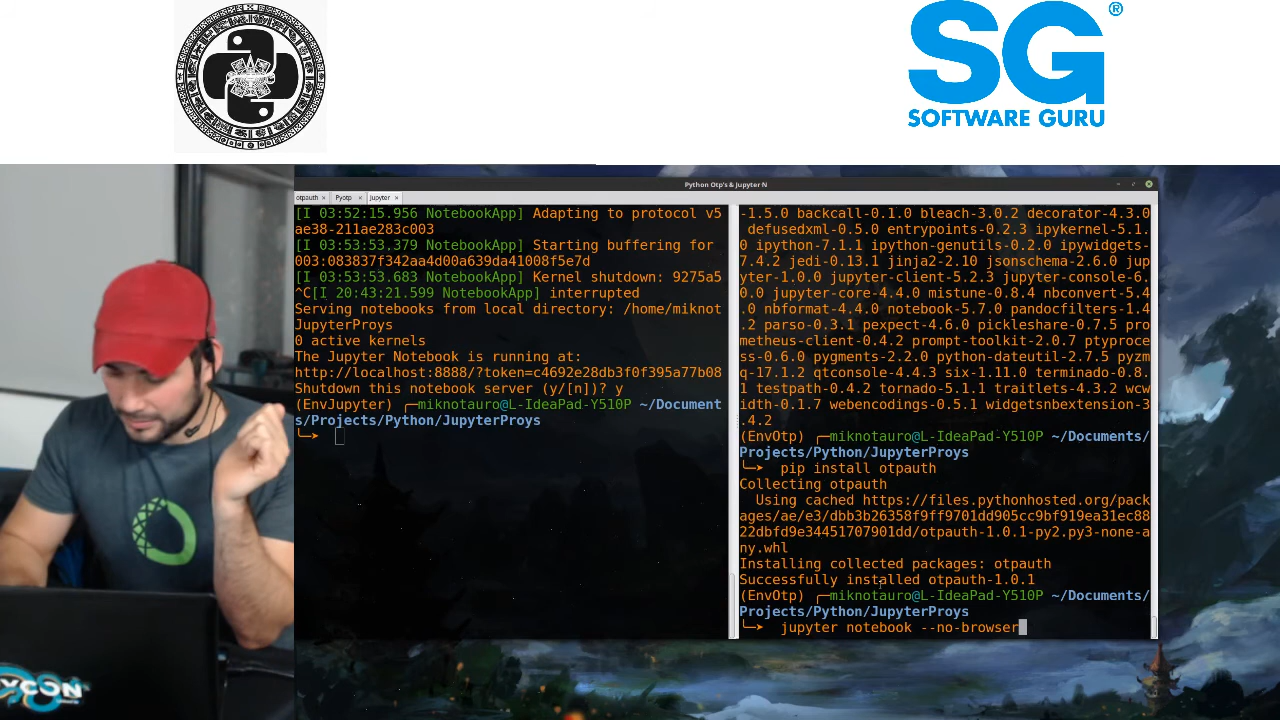 SG®
SOFTWARE GURU
Python Otp's & Jupyter N
otpauth × Pyotp × Jupyter ×
[I 03:52:15.956 NotebookApp] Adapting to protocol v5
ae38-211ae283c003
[I 03:53:53.379 NotebookApp] Starting buffering for
003:083837f342aa4d00a639da41008f5e7d
[I 03:53:53.683 NotebookApp] Kernel shutdown: 9275a5
^C[I 20:43:21.599 NotebookApp] interrupted
Serving notebooks from local directory: /home/miknot
JupyterProys
0 active kernels
The Jupyter Notebook is running at:
http://localhost:8888/?token=c4692e28db3f0f395a77b08
Shutdown this notebook server (y/[n])? y
(EnvJupyter) ╭─miknotauro@L-IdeaPad-Y510P ~/Document
s/Projects/Python/JupyterProys
╰─➤
-1.5.0 backcall-0.1.0 bleach-3.0.2 decorator-4.3.0
defusedxml-0.5.0 entrypoints-0.2.3 ipykernel-5.1.
0 ipython-7.1.1 ipython-genutils-0.2.0 ipywidgets-
7.4.2 jedi-0.13.1 jinja2-2.10 jsonschema-2.6.0 jup
yter-1.0.0 jupyter-client-5.2.3 jupyter-console-6.
0.0 jupyter-core-4.4.0 mistune-0.8.4 nbconvert-5.4
.0 nbformat-4.4.0 notebook-5.7.0 pandocfilters-1.4
.2 parso-0.3.1 pexpect-4.6.0 pickleshare-0.7.5 pro
metheus-client-0.4.2 prompt-toolkit-2.0.7 ptyproce
ss-0.6.0 pygments-2.2.0 python-dateutil-2.7.5 pyzm
q-17.1.2 qtconsole-4.4.3 six-1.11.0 terminado-0.8.
1 testpath-0.4.2 tornado-5.1.1 traitlets-4.3.2 wcw
idth-0.1.7 webencodings-0.5.1 widgetsnbextension-3
.4.2
(EnvOtp) ╭─miknotauro@L-IdeaPad-Y510P ~/Documents/
Projects/Python/JupyterProys
╰─➤ pip install otpauth
Collecting otpauth
Using cached https://files.pythonhosted.org/pack
ages/ae/e3/dbb3b26358f9ff9701dd905cc9bf919ea31ec88
22dbfd9e34451707901dd/otpauth-1.0.1-py2.py3-none-a
ny.whl
Installing collected packages: otpauth
Successfully installed otpauth-1.0.1
(EnvOtp) ╭─miknotauro@L-IdeaPad-Y510P ~/Documents/
Projects/Python/JupyterProys
╰─➤ jupyter notebook --no-browser
YCON